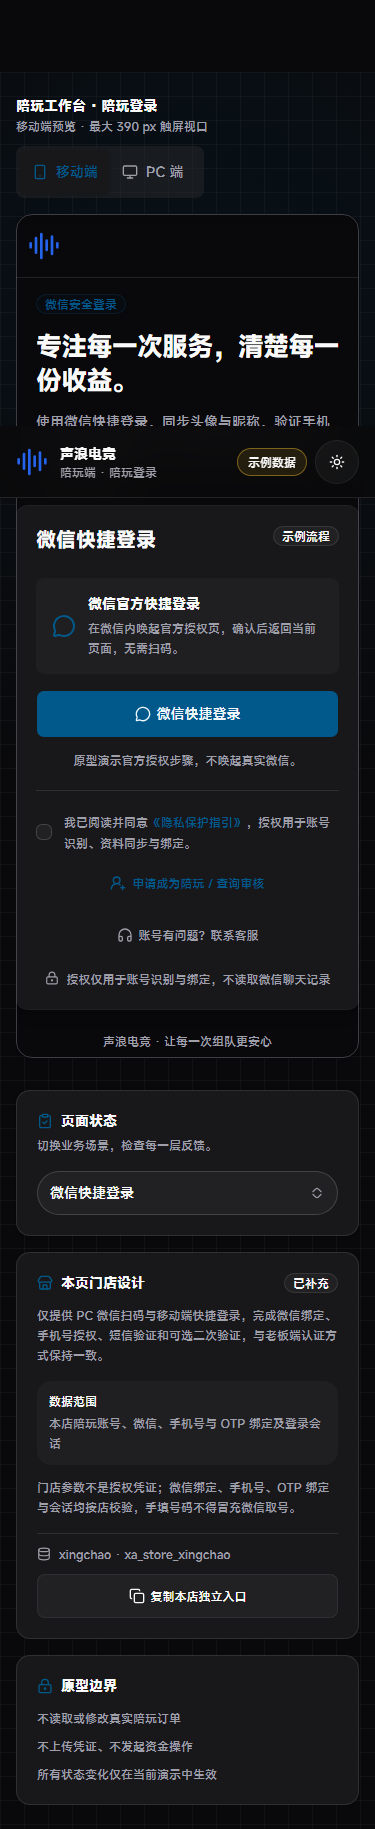 陪玩工作台·陪玩登录
移动端预览 · 最大 390 px 触屏视口
移动端
PC 端
微信安全登录
专注每一次服务，清楚每一
份收益。
使用微信快捷登录，同步头像与昵称，验证手机
声浪电竞
陪玩端 · 陪玩登录
示例数据
微信快捷登录
示例流程
微信官方快捷登录
在微信内唤起官方授权页，确认后返回当前
页面，无需扫码。
微信快捷登录
原型演示官方授权步骤，不唤起真实微信。
我已阅读并同意《隐私保护指引》，授权用于账号
识别、资料同步与绑定。
申请成为陪玩 / 查询审核
账号有问题？联系客服
授权仅用于账号识别与绑定，不读取微信聊天记录
声浪电竞 · 让每一次组队更安心
页面状态
切换业务场景，检查每一层反馈。
微信快捷登录
本页门店设计
已补充
仅提供 PC 微信扫码与移动端快捷登录，完成微信绑定、
手机号授权、短信验证和可选二次验证，与老板端认证方
式保持一致。
数据范围
本店陪玩账号、微信、手机号与 OTP 绑定及登录会
话
门店参数不是授权凭证；微信绑定、手机号、OTP 绑定
与会话均按店校验，手填号码不得冒充微信取号。
xingchao · xa_store_xingchao
复制本店独立入口
原型边界
不读取或修改真实陪玩订单
不上传凭证、不发起资金操作
所有状态变化仅在当前演示中生效